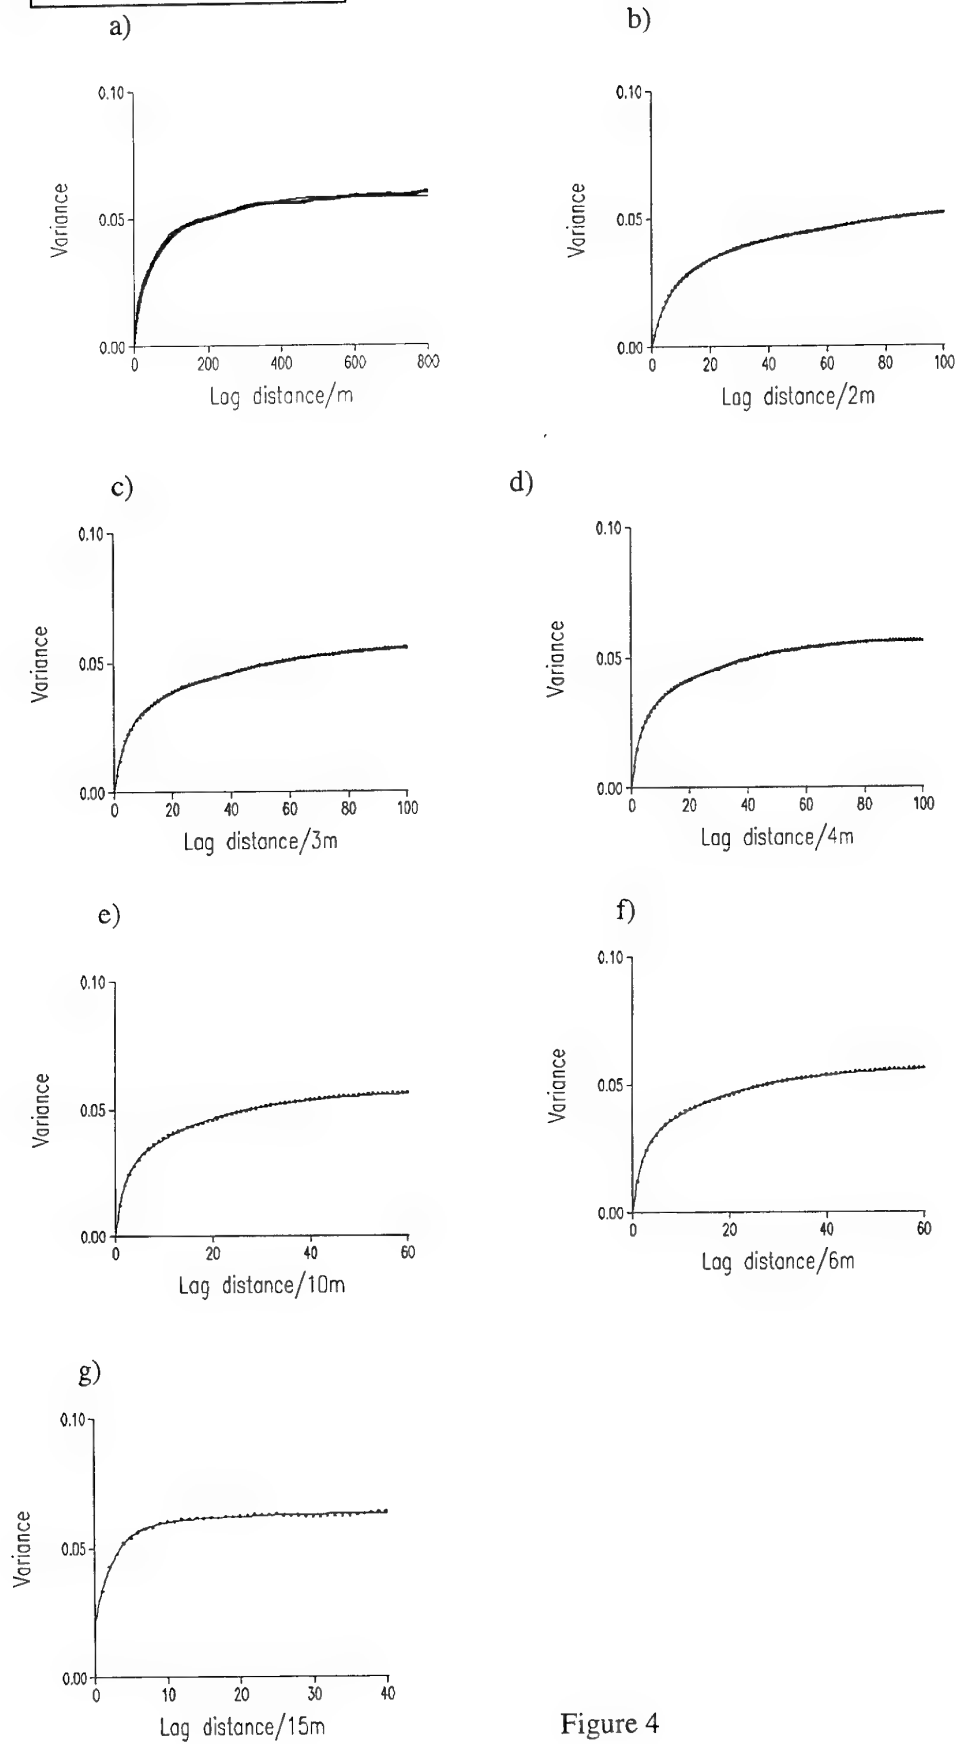 a)
0.10
0.05
0.00
Variance
0 200 400 600 800
Lag distance/m
b)
0.10
0.05
0.00
Variance
0 20 40 60 80 100
Lag distance/2m
c)
0.10
0.05
0.00
Variance
0 20 40 60 80 100
Lag distance/3m
d)
0.10
0.05
0.00
Variance
0 20 40 60 80 100
Lag distance/4m
e)
0.10
0.05
0.00
Variance
0 20 40 60
Lag distance/10m
f)
0.10
0.05
0.00
Variance
0 20 40 60
Lag distance/6m
g)
0.10
0.05
0.00
Variance
0 10 20 30 40
Lag distance/15m
Figure 4